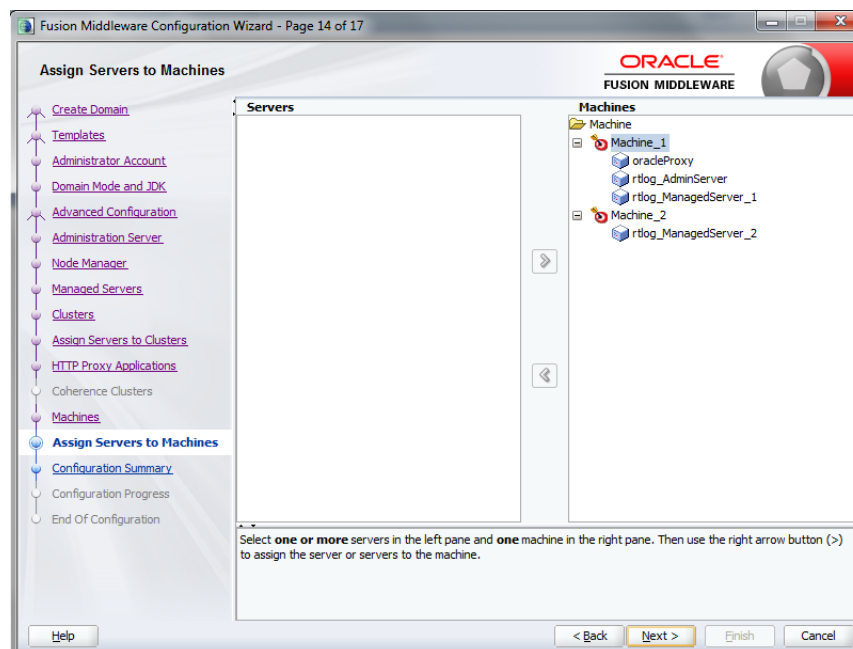 Fusion Middleware Configuration Wizard - Page 14 of 17
Assign Servers to Machines
ORACLE
FUSION MIDDLEWARE
Create Domain
Templates
Administrator Account
Domain Mode and JDK
Advanced Configuration
Administration Server
Node Manager
Managed Servers
Clusters
Assign Servers to Clusters
HTTP Proxy Applications
Coherence Clusters
Machines
Assign Servers to Machines
Configuration Summary
Configuration Progress
End Of Configuration
Servers
Machines
Machine
Machine_1
oracleProxy
rtlog_AdminServer
rtlog_ManagedServer_1
Machine_2
rtlog_ManagedServer_2
Select one or more servers in the left pane and one machine in the right pane. Then use the right arrow button (>)
to assign the server or servers to the machine.
Help
< Back
Next >
Finish
Cancel